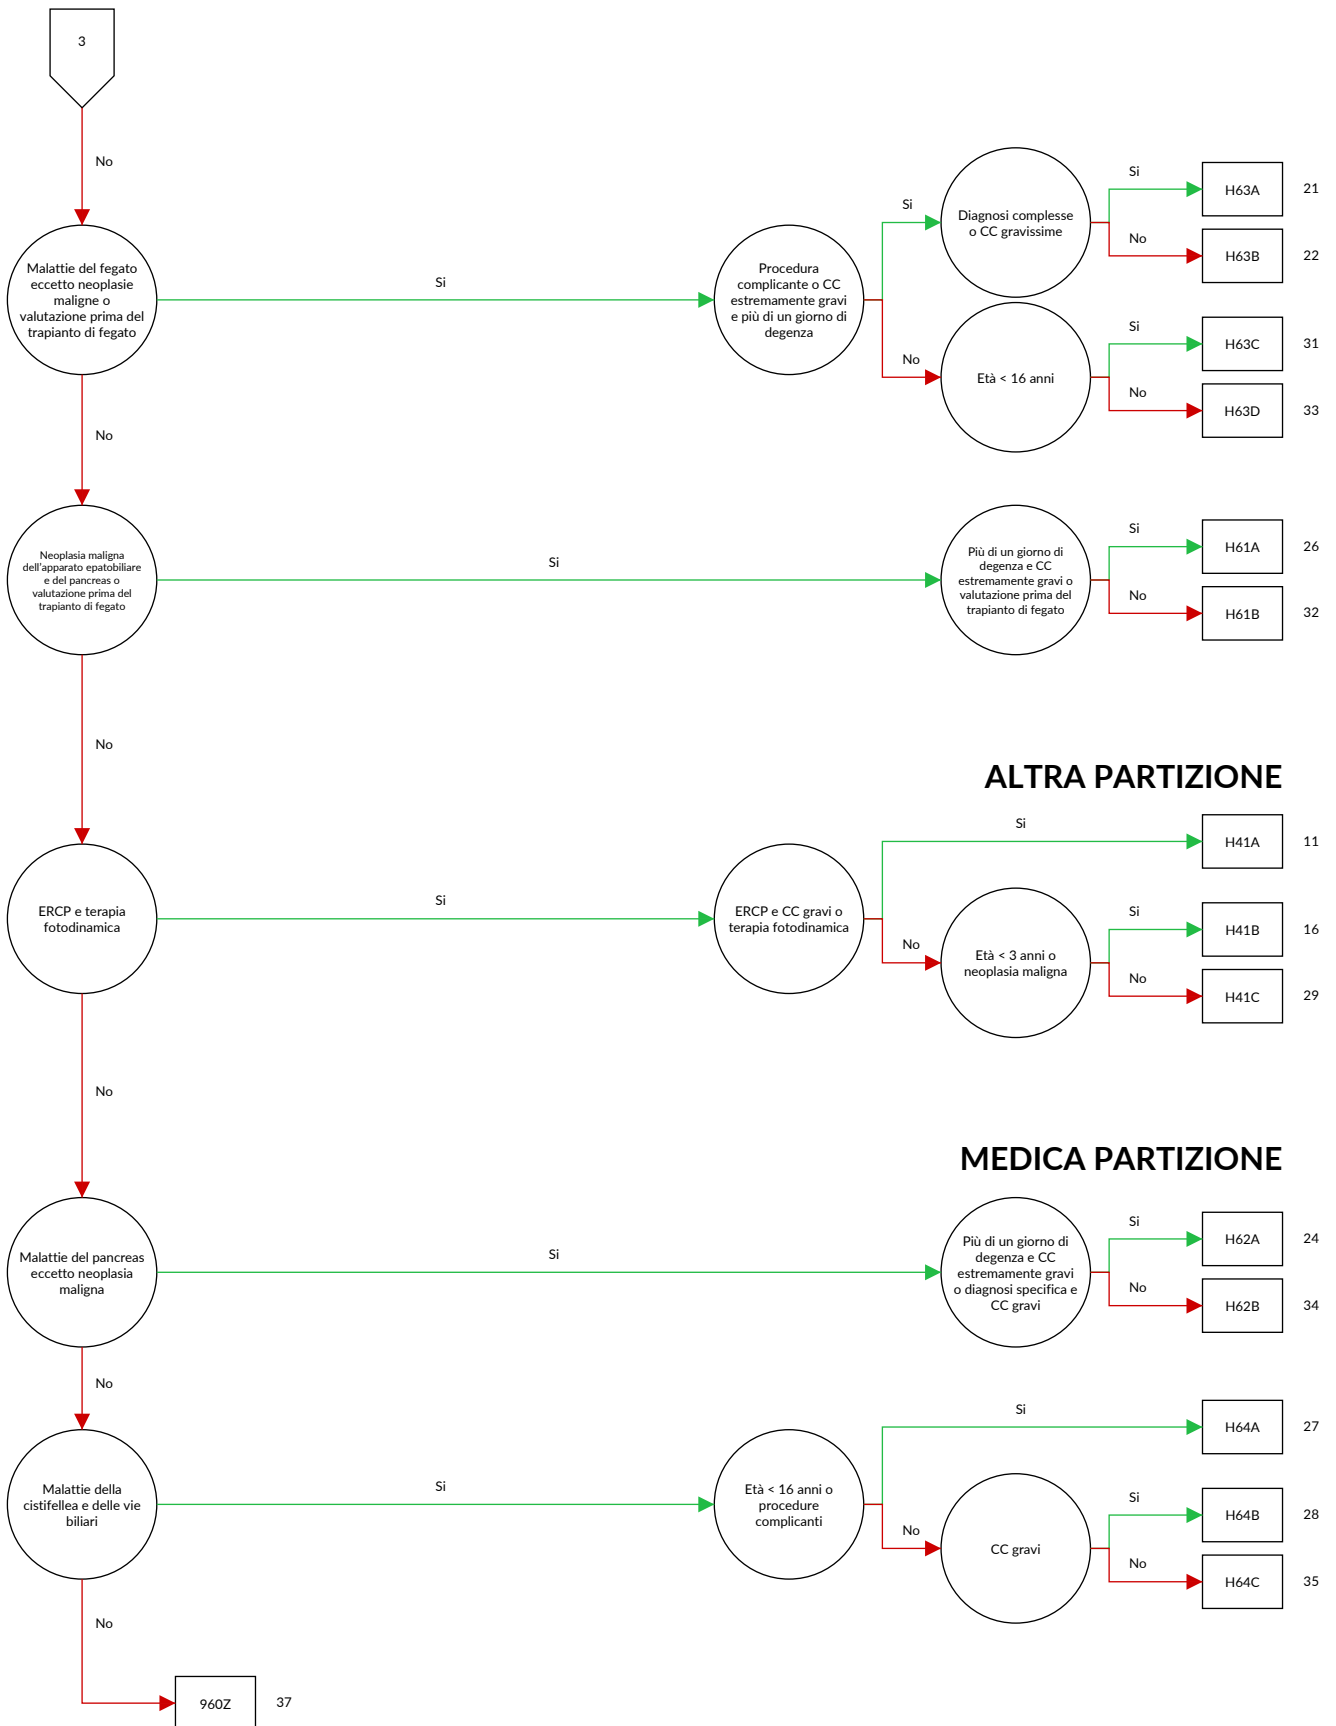 3
No
Malattie del fegato
eccetto neoplasie
maligne o
valutazione prima del
trapianto di fegato
Si
Procedura
complicante o CC
estremamente gravi
e più di un giorno di
degenza
Si
Diagnosi complesse
o CC gravissime
Si
H63A
21
No
H63B
22
No
Età < 16 anni
Si
H63C
31
No
H63D
33
No
Neoplasia maligna
dell'apparato epatobiliare
e del pancreas o
valutazione prima del
trapianto di fegato
Si
Più di un giorno di
degenza e CC
estremamente gravi o
valutazione prima del
trapianto di fegato
Si
H61A
26
No
H61B
32
No
ALTRA PARTIZIONE
ERCP e terapia
fotodinamica
Si
ERCP e CC gravi o
terapia fotodinamica
Si
H41A
11
No
Età < 3 anni o
neoplasia maligna
Si
H41B
16
No
H41C
29
No
MEDICA PARTIZIONE
Malattie del pancreas
eccetto neoplasia
maligna
Si
Più di un giorno di
degenza e CC
estremamente gravi
o diagnosi specifica e
CC gravi
Si
H62A
24
No
H62B
34
No
Malattie della
cistifellea e delle vie
biliari
Si
Età < 16 anni o
procedure
complicanti
Si
H64A
27
No
CC gravi
Si
H64B
28
No
H64C
35
No
960Z
37